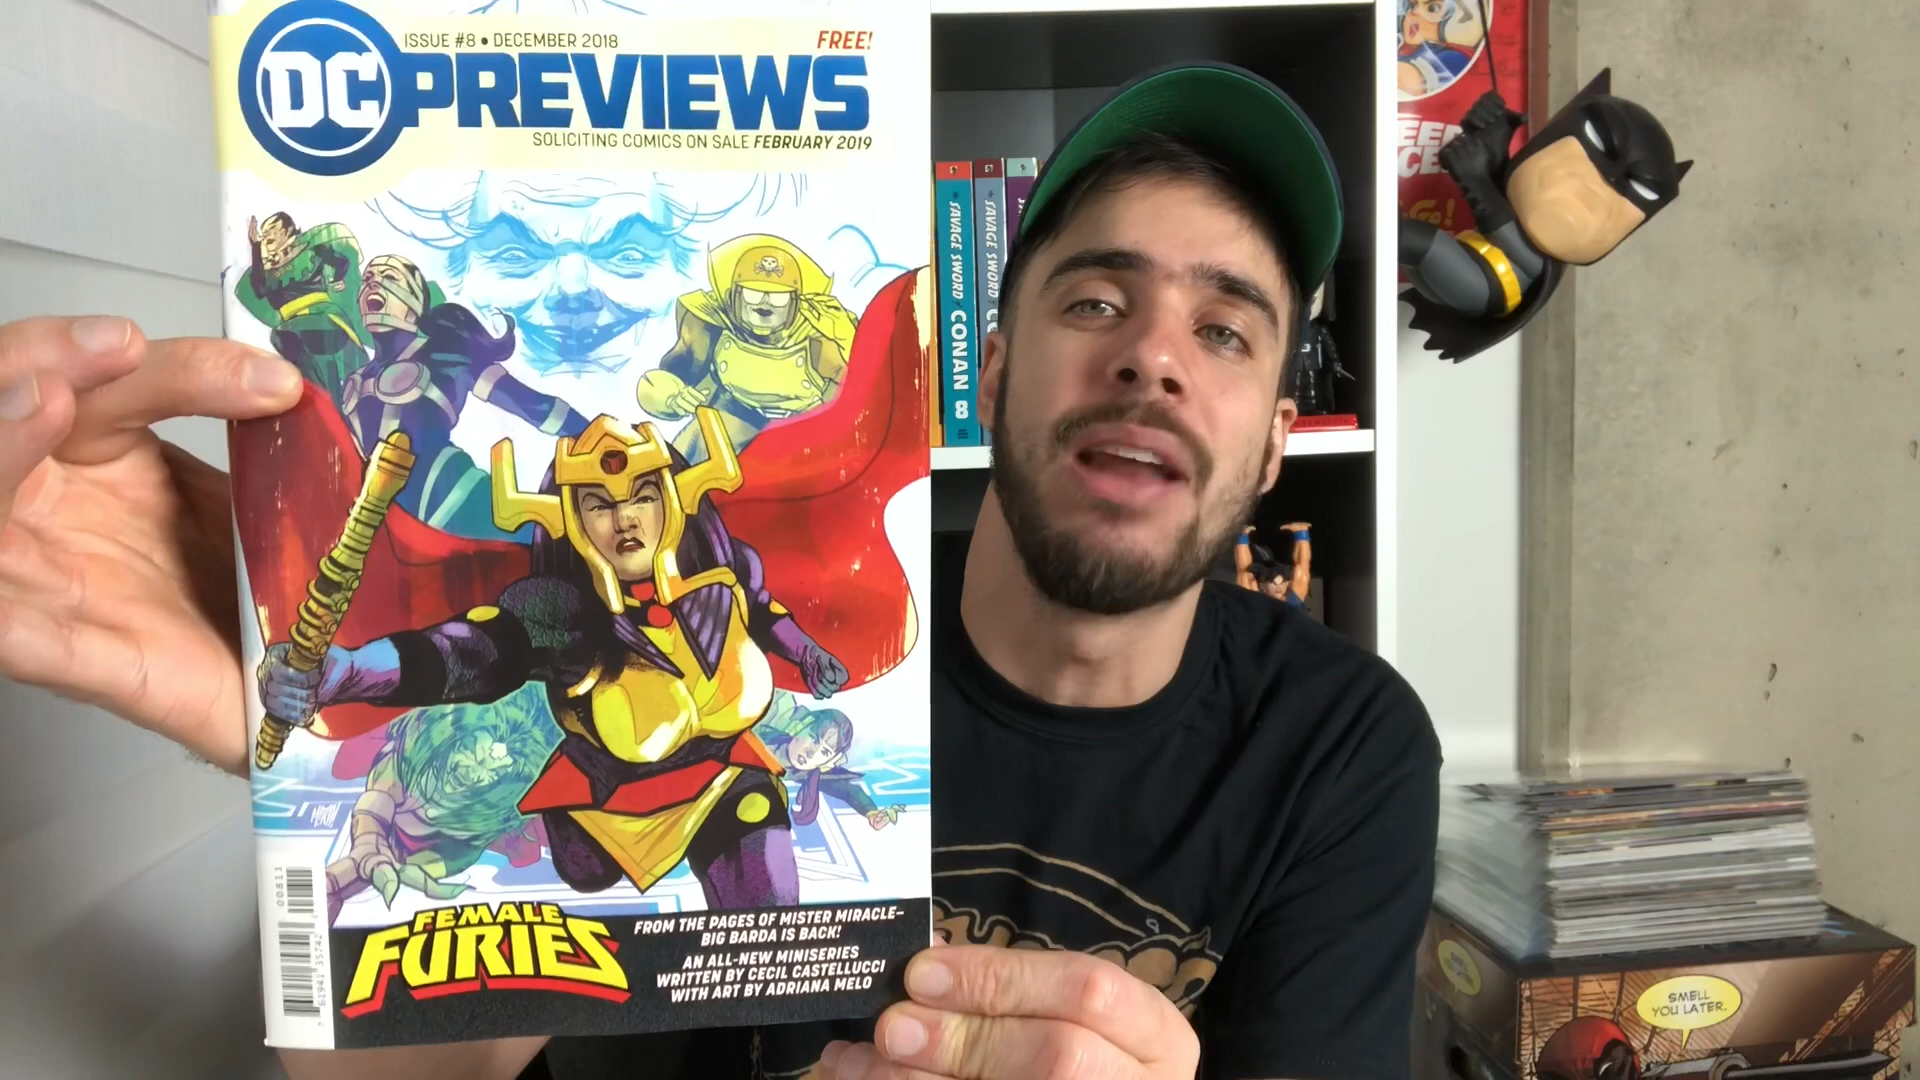 ISSUE #8 • DECEMBER 2018
FREE!
DC PREVIEWS
SOLICITING COMICS ON SALE FEBRUARY 2019
FEMALE
FURIES
FROM THE PAGES OF MISTER MIRACLE–
BIG BARDA IS BACK!
AN ALL-NEW MINISERIES
WRITTEN BY CECIL CASTELLUCCI
WITH ART BY ADRIANA MELO
00811
SAVAGE SWORD OF CONAN 8
SAVAGE SWORD
SMELL
YOU LATER.